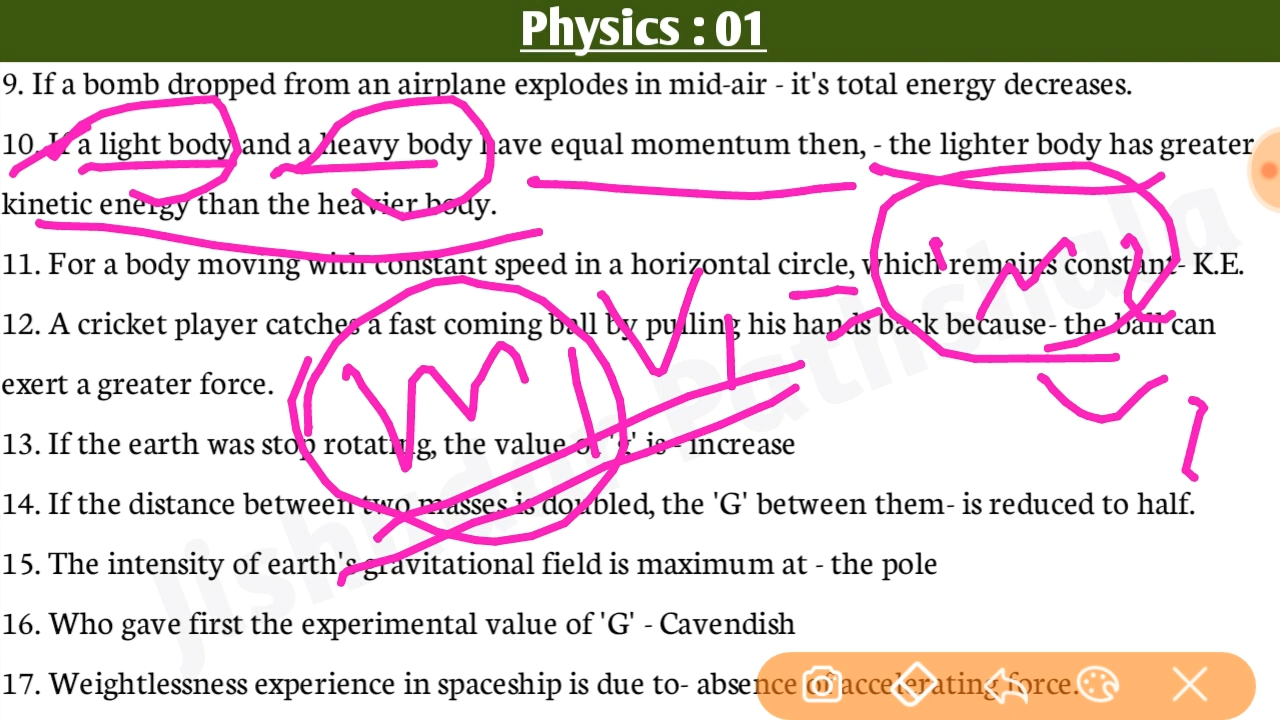 Physics : 01
9. If a bomb dropped from an airplane explodes in mid-air - it's total energy decreases.
10. If a light body and a heavy body have equal momentum then, - the lighter body has greater
kinetic energy than the heavier body.
11. For a body moving with constant speed in a horizontal circle, which remains constant- K.E.
12. A cricket player catches a fast coming ball by pulling his hands back because- the ball can
exert a greater force.
13. If the earth was stop rotating, the value of 'g' is - increase
14. If the distance between two masses is doubled, the 'G' between them- is reduced to half.
15. The intensity of earth's gravitational field is maximum at - the pole
16. Who gave first the experimental value of 'G' - Cavendish
17. Weightlessness experience in spaceship is due to- absence of accelerating force.